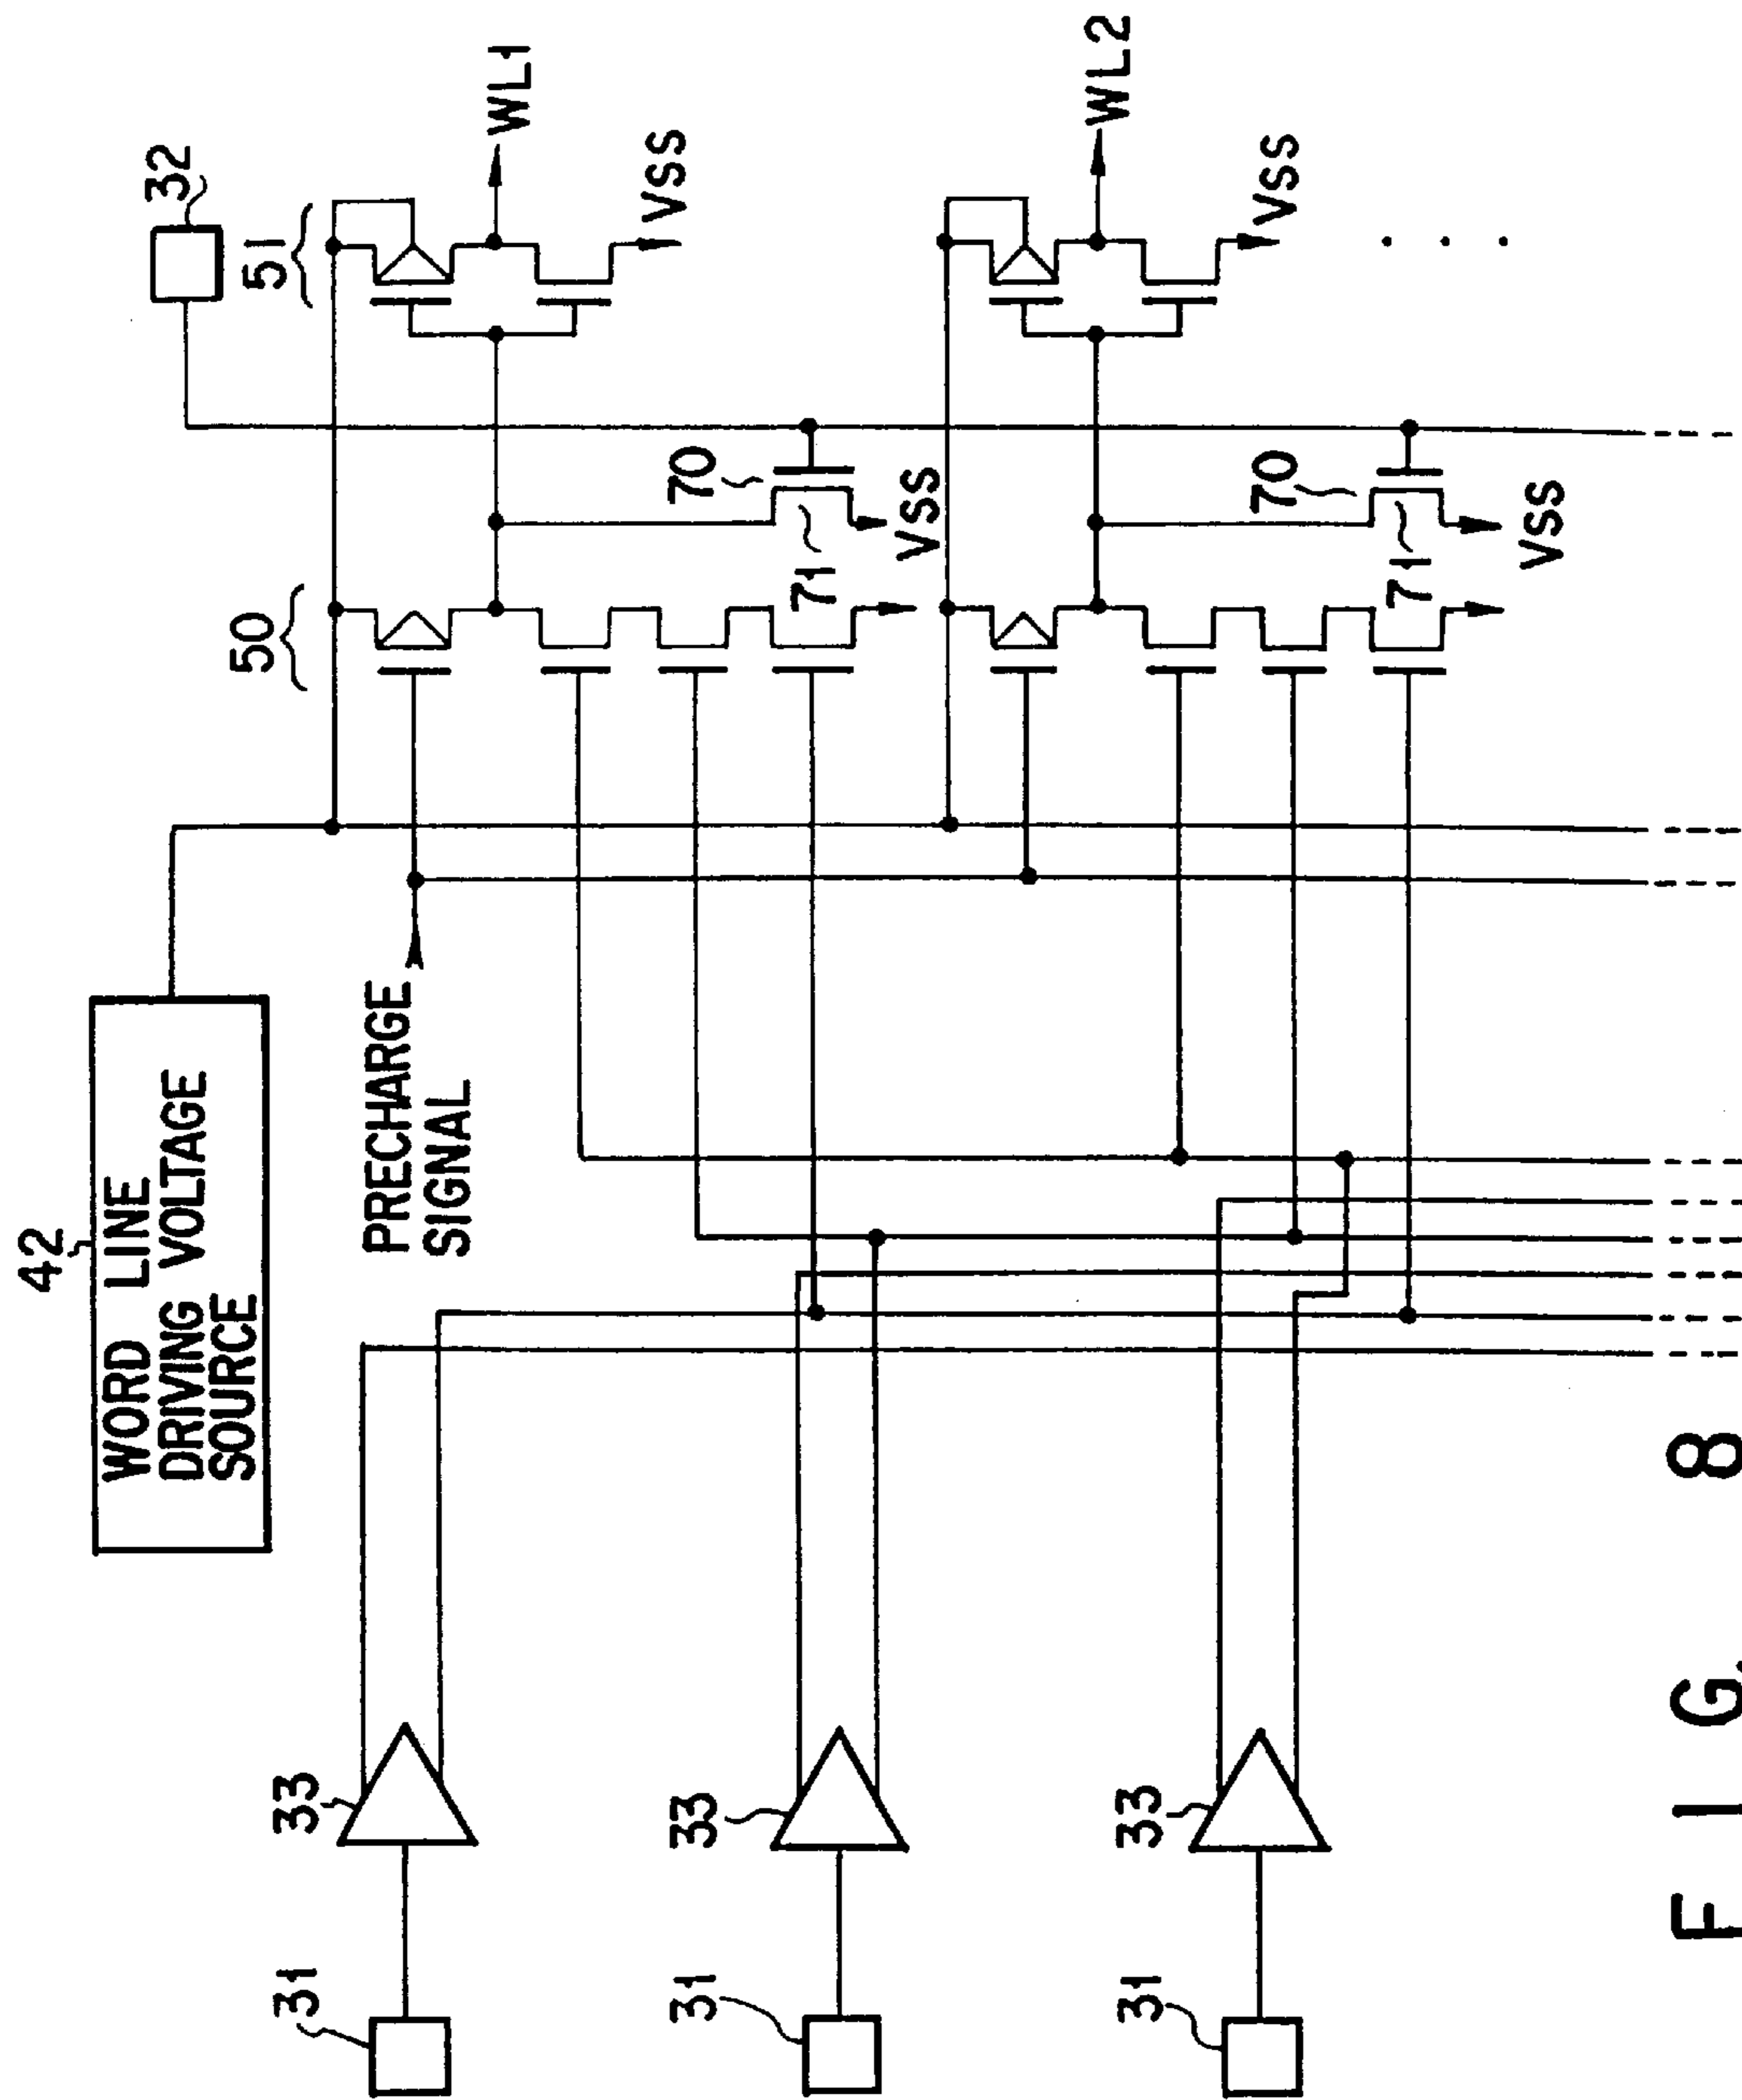 42
WORD LINE
DRIVING VOLTAGE
SOURCE
PRECHARGE
SIGNAL
50
51
32
WL1
VSS
70
71
VSS
WL2
VSS
70
71
VSS
33
31
33
31
33
31
FIG. 8